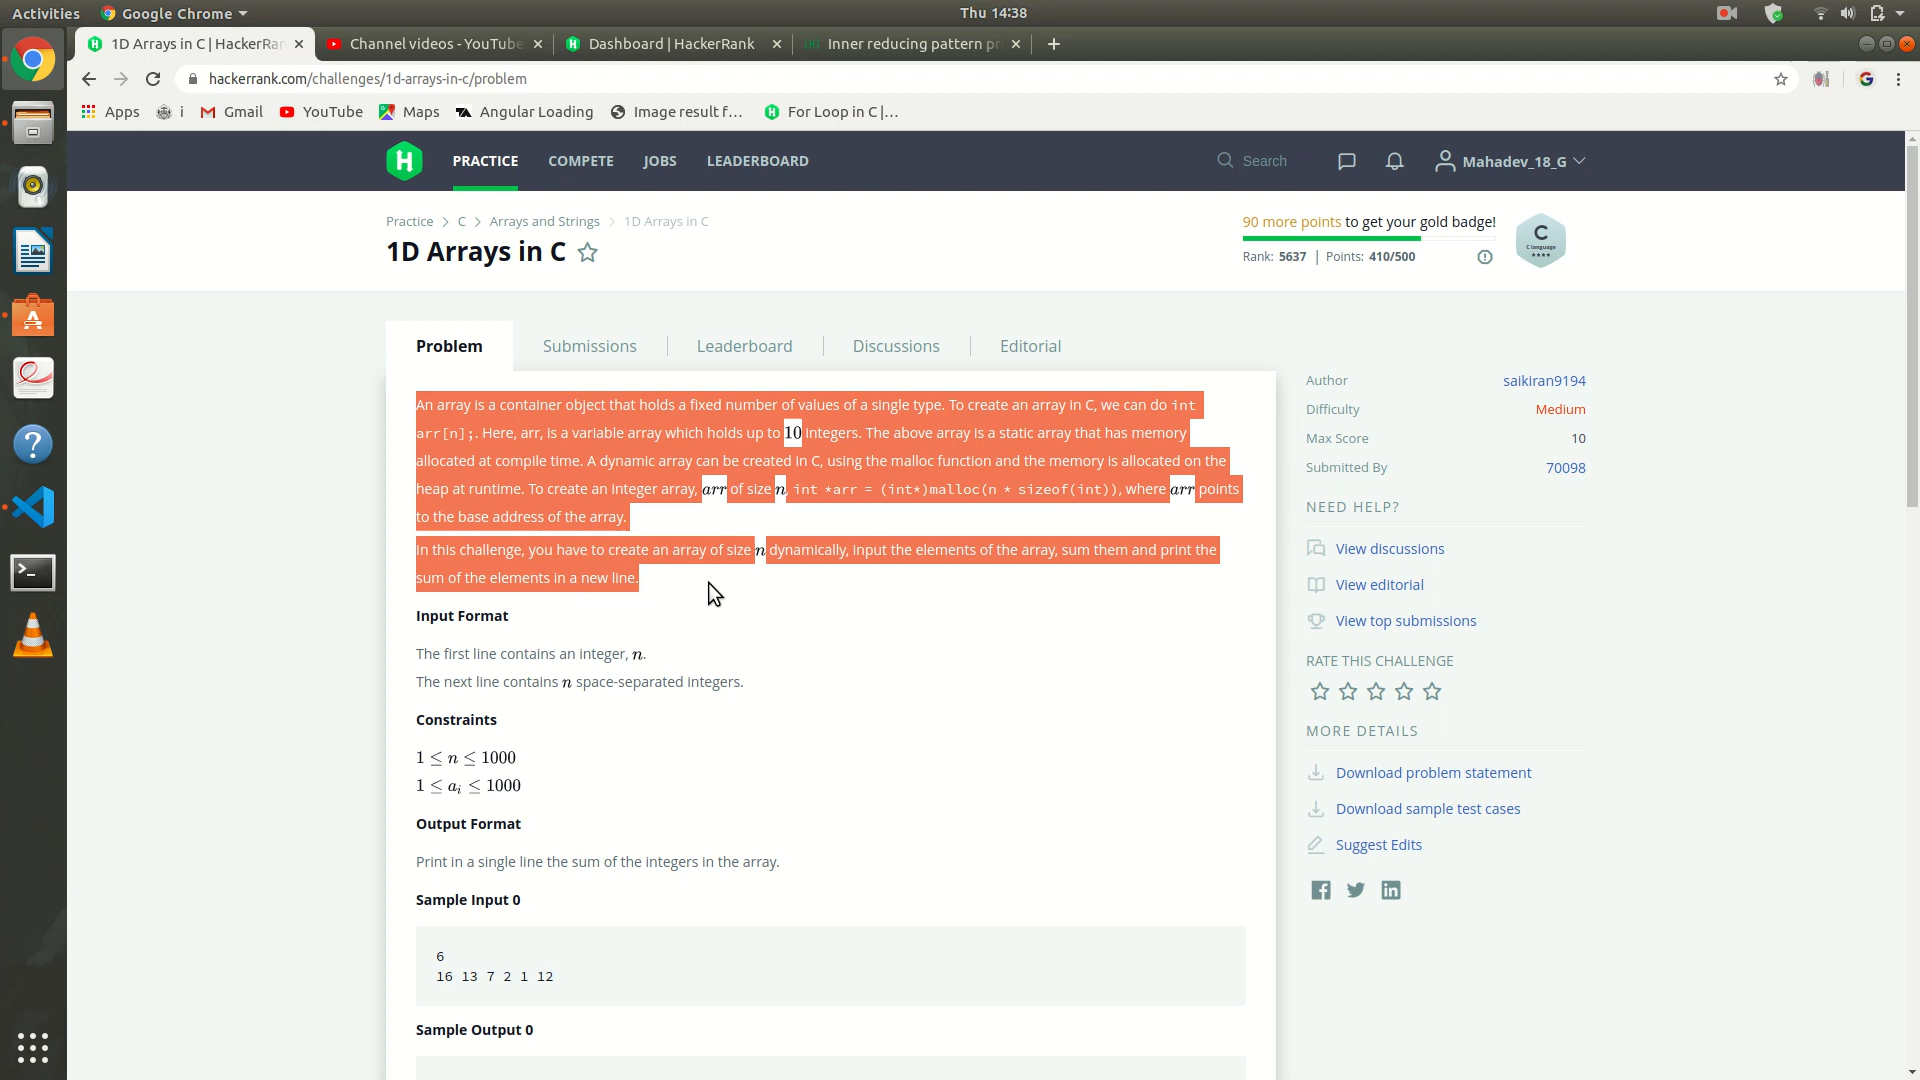 Activities Google Chrome Thu 14:38
1D Arrays in C | HackerRan Channel videos - YouTube Dashboard | HackerRank Inner reducing pattern pr
hackerrank.com/challenges/1d-arrays-in-c/problem
Apps i Gmail YouTube Maps Angular Loading Image result f... For Loop in C |...
PRACTICE COMPETE JOBS LEADERBOARD Search Mahadev_18_G
Practice > C > Arrays and Strings > 1D Arrays in C
1D Arrays in C
90 more points to get your gold badge!
Rank: 5637 | Points: 410/500
C
C language
Problem Submissions Leaderboard Discussions Editorial
An array is a container object that holds a fixed number of values of a single type. To create an array in C, we can do int
arr[n];. Here, arr, is a variable array which holds up to 10 integers. The above array is a static array that has memory
allocated at compile time. A dynamic array can be created in C, using the malloc function and the memory is allocated on the
heap at runtime. To create an integer array, arr of size n, int *arr = (int*)malloc(n * sizeof(int)), where arr points
to the base address of the array.
In this challenge, you have to create an array of size n dynamically, input the elements of the array, sum them and print the
sum of the elements in a new line.
Input Format
The first line contains an integer, n.
The next line contains n space-separated integers.
Constraints
1 ≤ n ≤ 1000
1 ≤ aᵢ ≤ 1000
Output Format
Print in a single line the sum of the integers in the array.
Sample Input 0
6
16 13 7 2 1 12
Sample Output 0
Author saikiran9194
Difficulty Medium
Max Score 10
Submitted By 70098
NEED HELP?
View discussions
View editorial
View top submissions
RATE THIS CHALLENGE
MORE DETAILS
Download problem statement
Download sample test cases
Suggest Edits